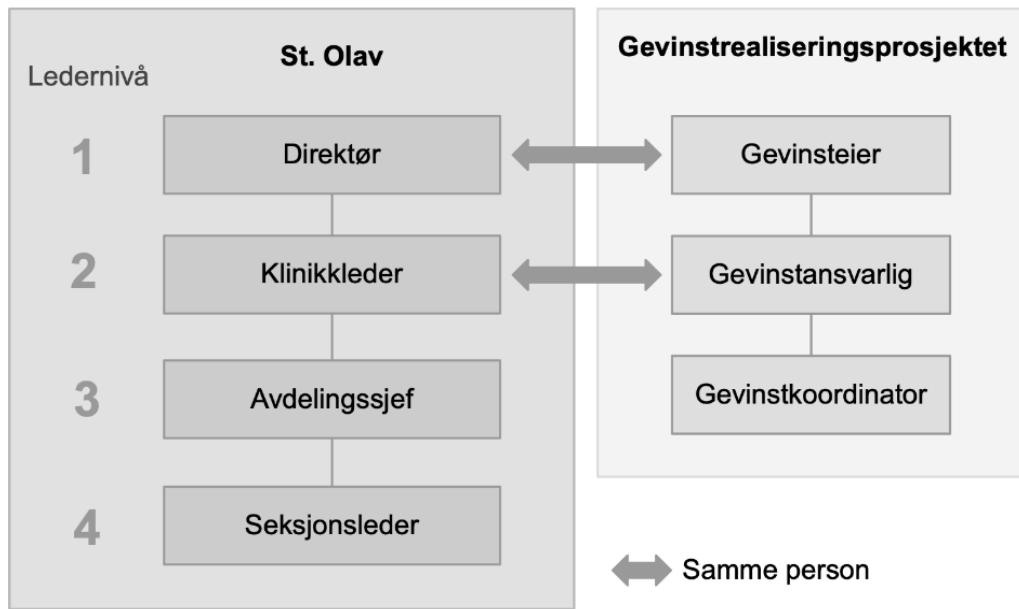 St. Olav
Gevinstrealiseringsprosjektet
Ledernivå
1
Direktør
Gevinsteier
2
Klinikkleder
Gevinstansvarlig
3
Avdelingssjef
Gevinstkoordinator
4
Seksjonsleder
Samme person